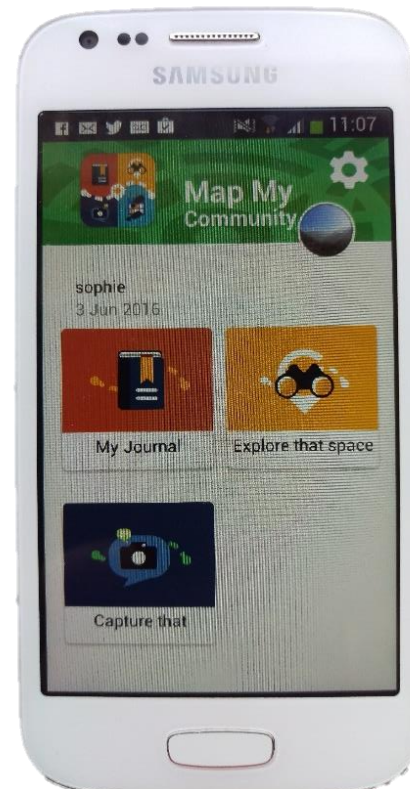 SAMSUNG
11:07
Map My
Community
sophie
3 Jun 2016
My Journal
Explore that space
Capture that